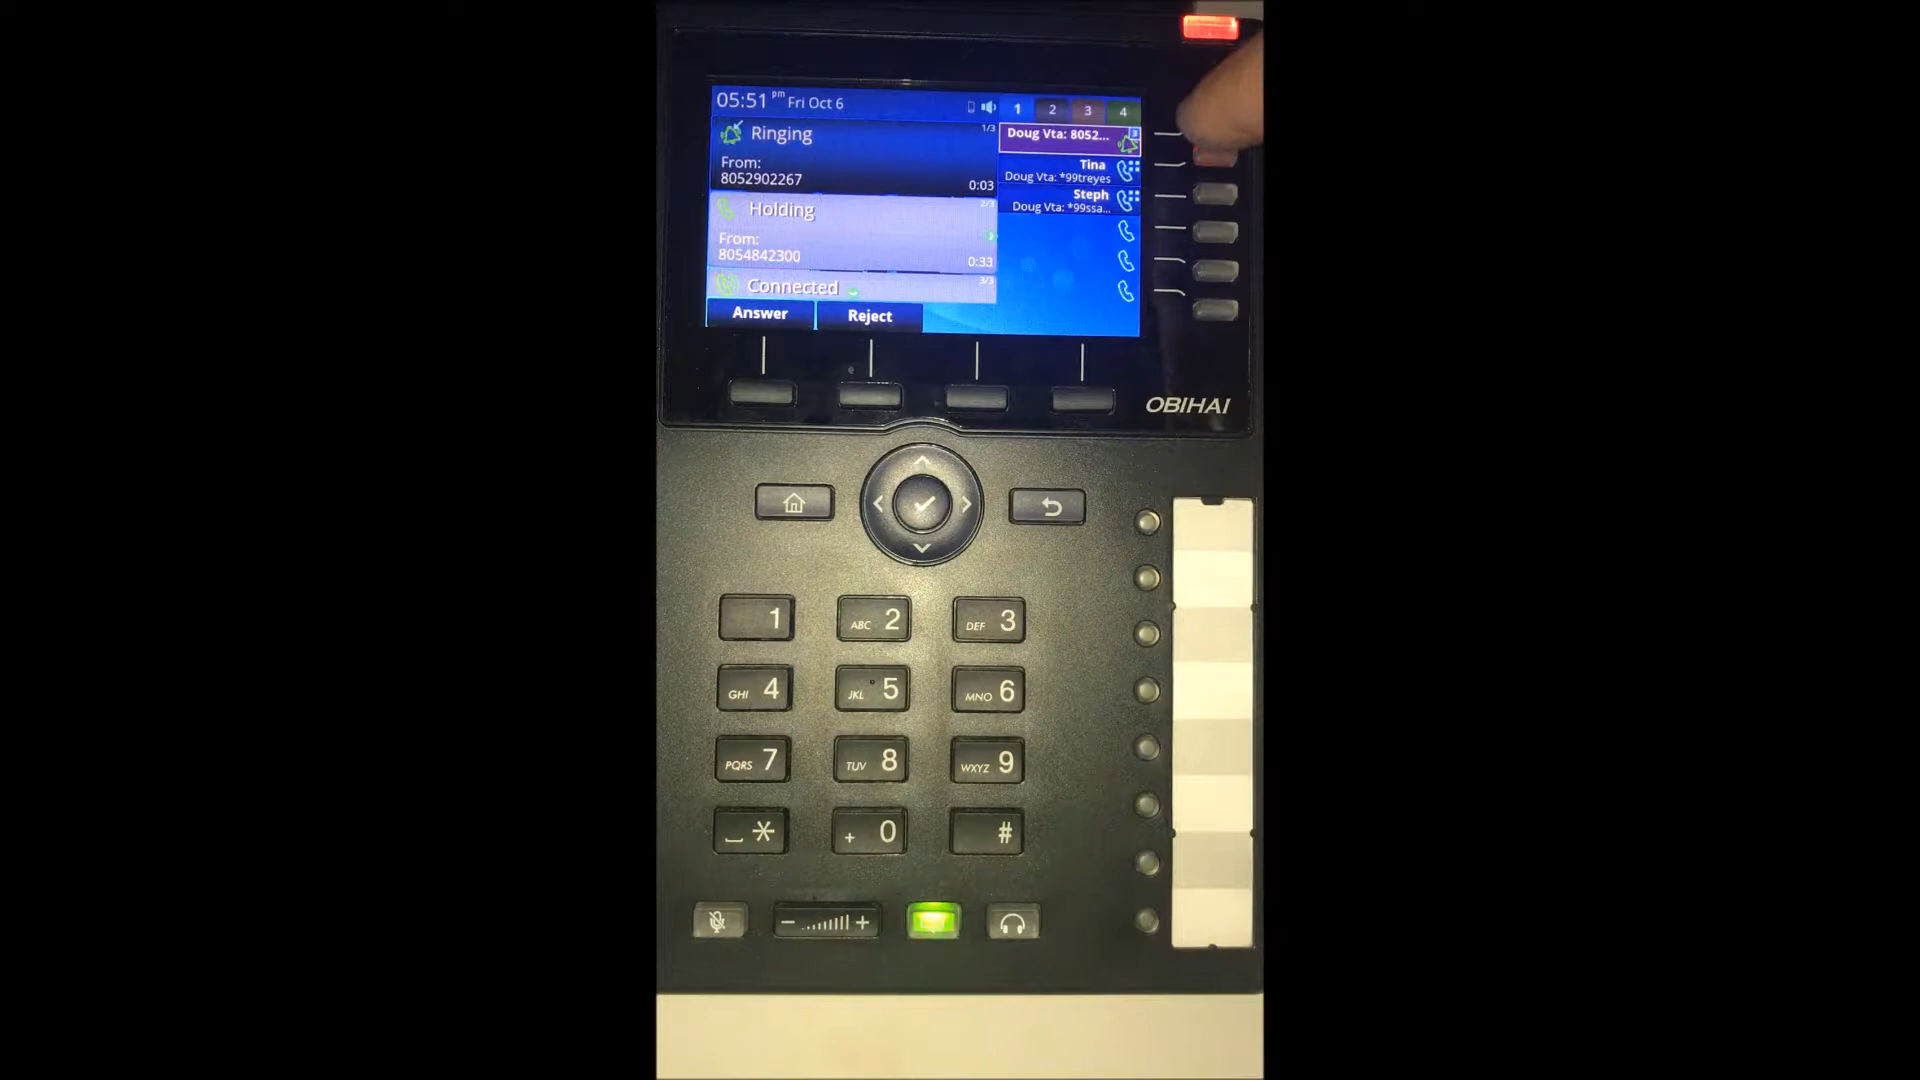 05:51 pm Fri Oct 6
1 2 3 4
Ringing
1/3
From:
8052902267
0:03
Holding
2/3
From:
8054842300
0:33
Connected
3/3
Answer
Reject
Doug Vta: 8052...
3
Tina
Doug Vta: *99treyes
Steph
Doug Vta: *99ssa...
OBIHAI
1
ABC 2
DEF 3
GHI 4
JKL 5
MNO 6
PQRS 7
TUV 8
WXYZ 9
*
+ 0
#
− +